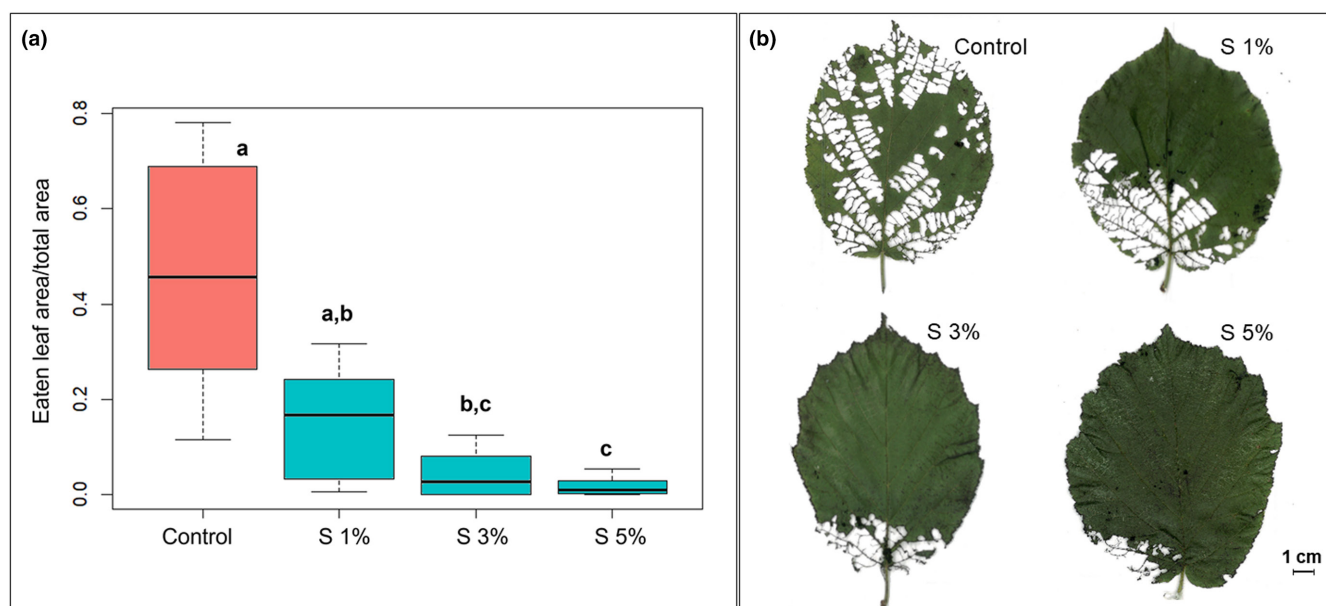 (a)
Eaten leaf area/total area
0.8
0.6
0.4
0.2
0.0
a
a,b
b,c
c
Control
S 1%
S 3%
S 5%
(b)
Control
S 1%
S 3%
S 5%
1 cm